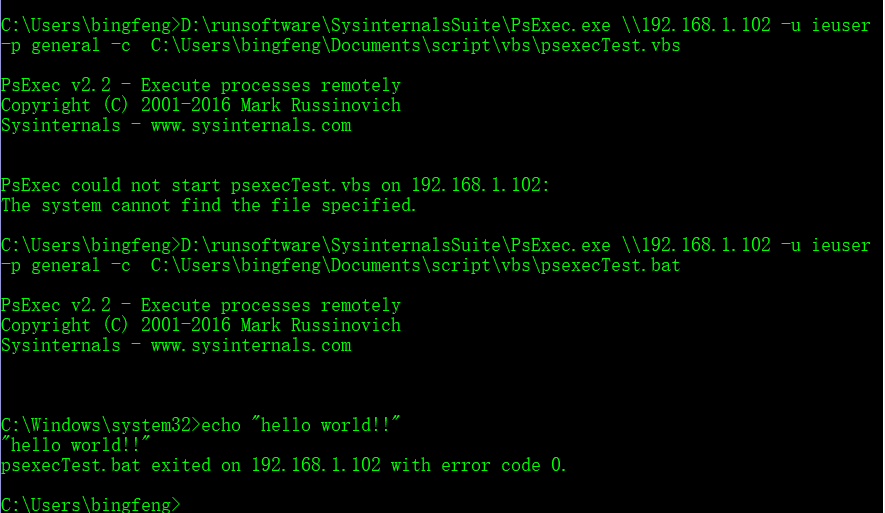 C:\Users\bingfeng>D:\runsoftware\SysinternalsSuite\PsExec.exe \\192.168.1.102 -u ieuser
-p general -c  C:\Users\bingfeng\Documents\script\vbs\psexecTest.vbs
PsExec v2.2 - Execute processes remotely
Copyright (C) 2001-2016 Mark Russinovich
Sysinternals - www.sysinternals.com
PsExec could not start psexecTest.vbs on 192.168.1.102:
The system cannot find the file specified.
C:\Users\bingfeng>D:\runsoftware\SysinternalsSuite\PsExec.exe \\192.168.1.102 -u ieuser
-p general -c  C:\Users\bingfeng\Documents\script\vbs\psexecTest.bat
PsExec v2.2 - Execute processes remotely
Copyright (C) 2001-2016 Mark Russinovich
Sysinternals - www.sysinternals.com
C:\Windows\system32>echo "hello world!!"
"hello world!!"
psexecTest.bat exited on 192.168.1.102 with error code 0.
C:\Users\bingfeng>